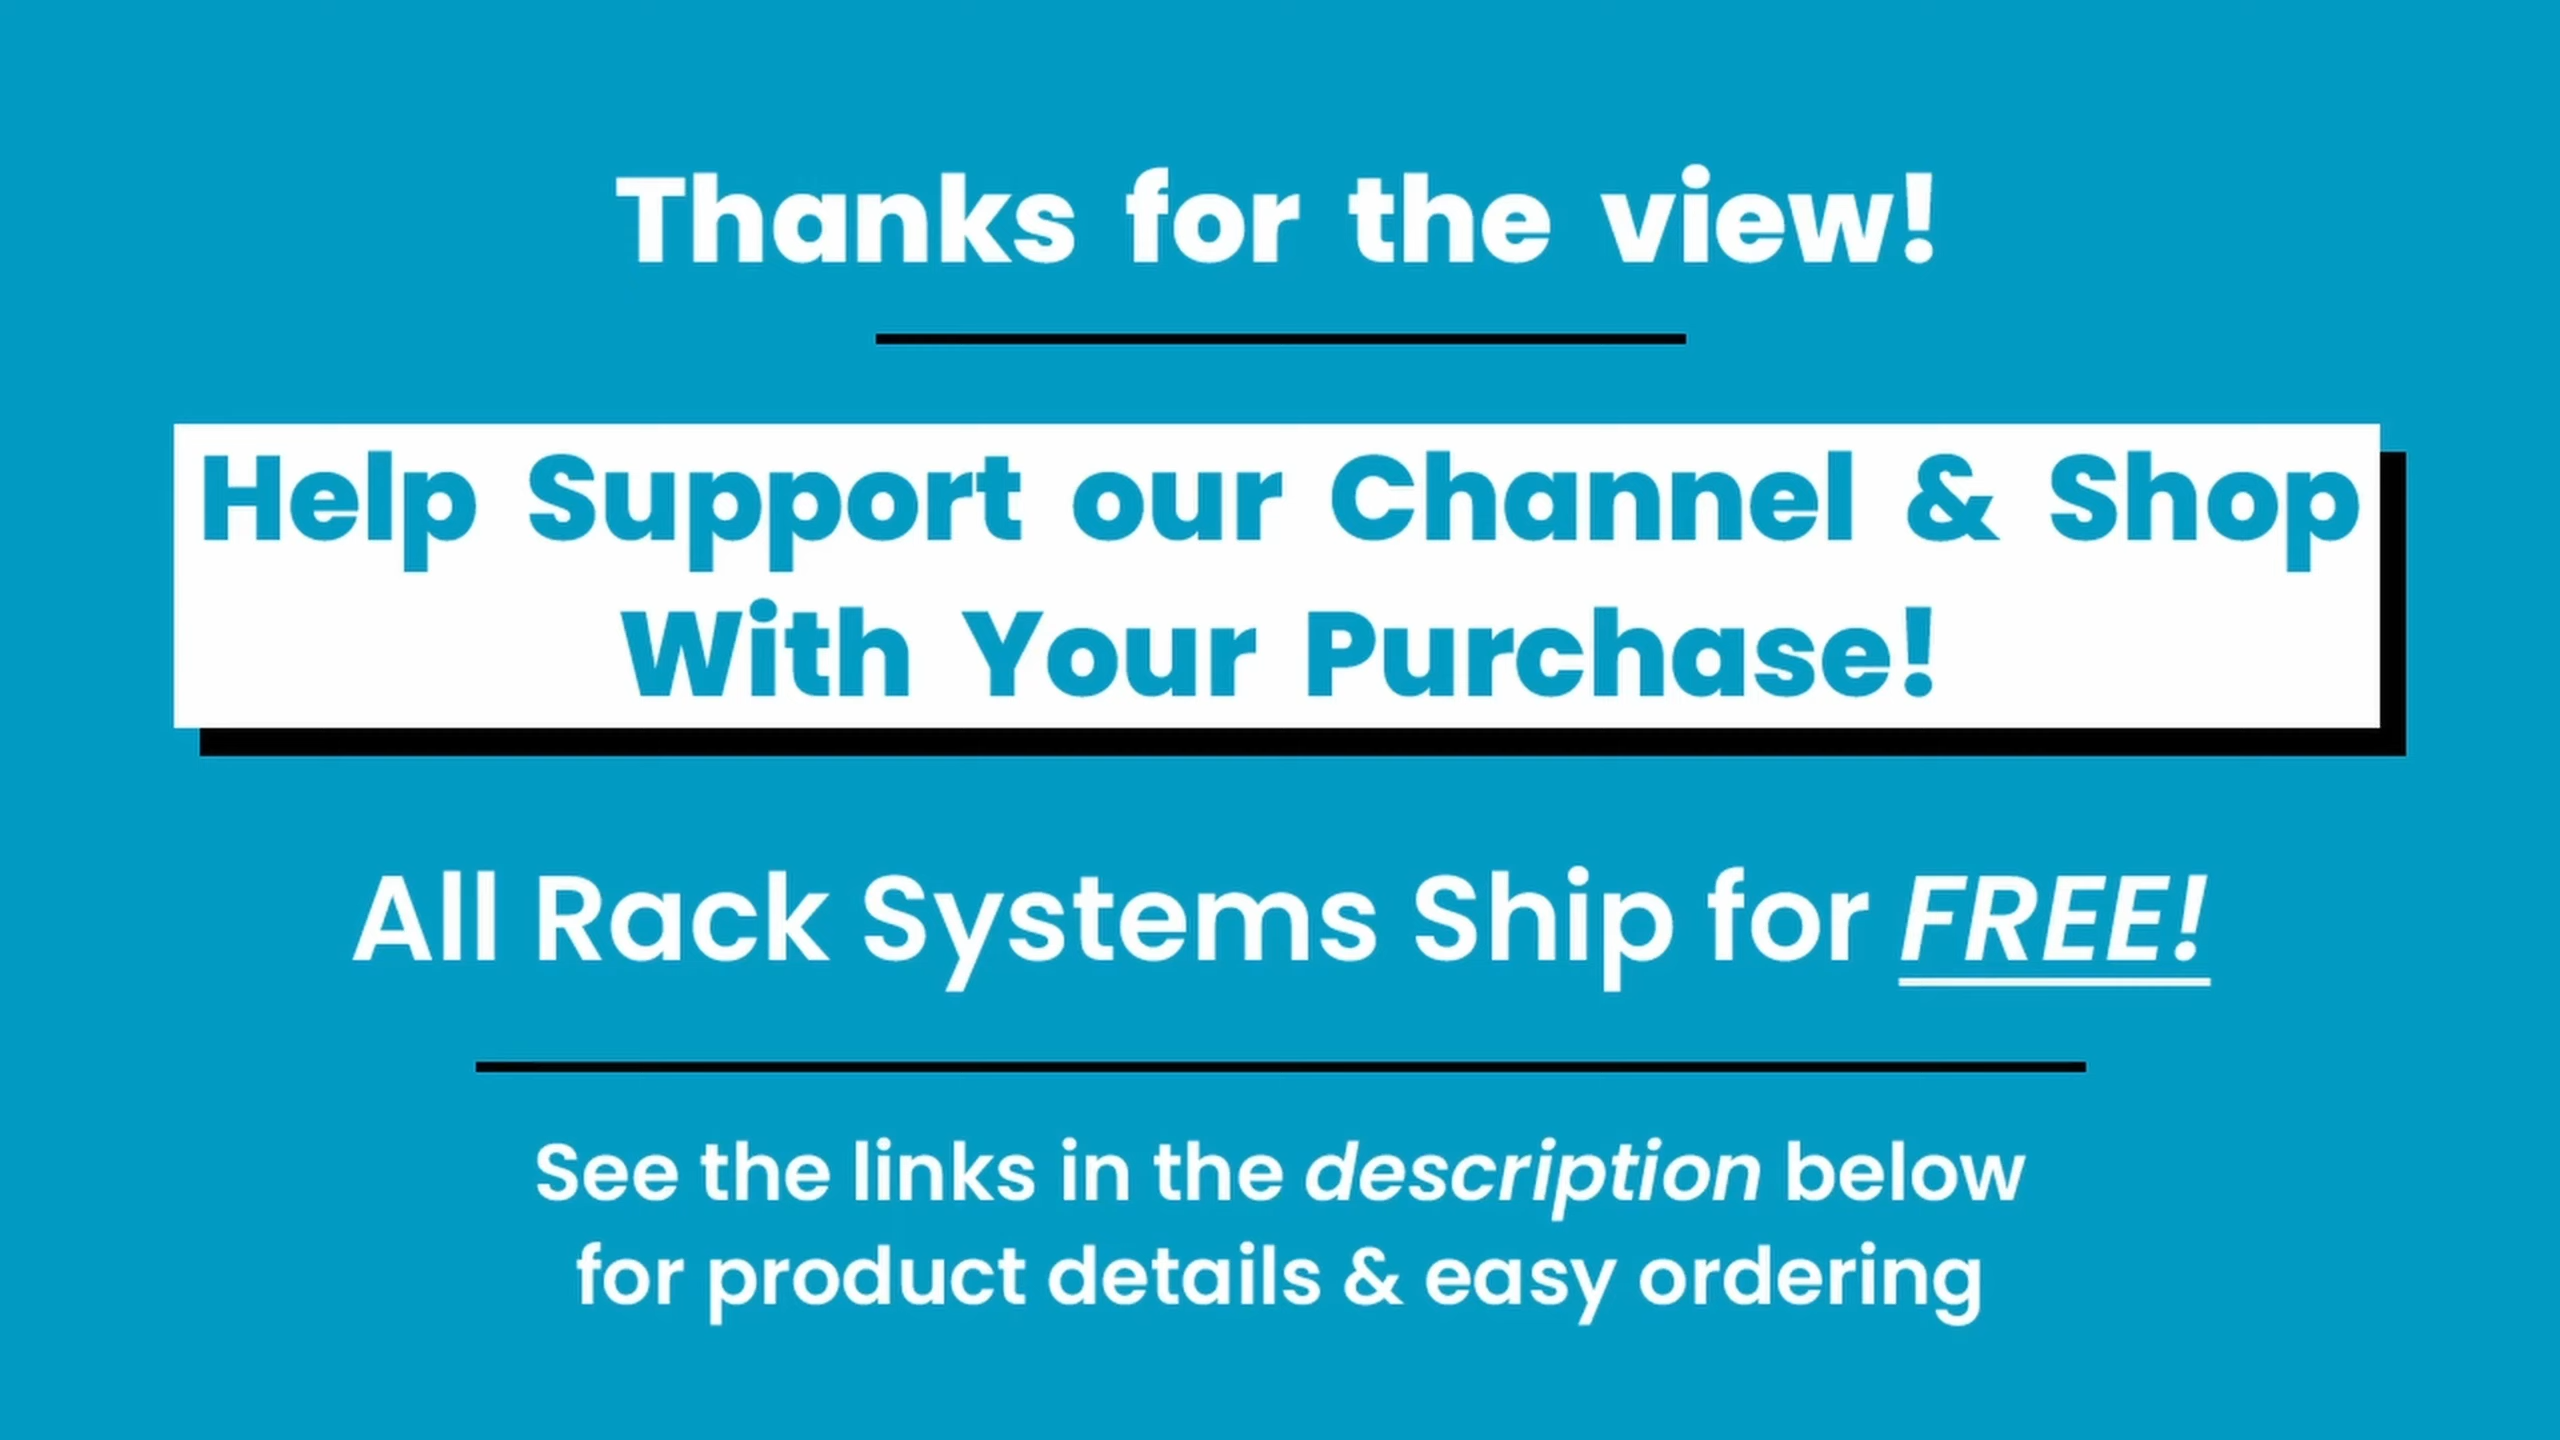 Thanks for the view!
Help Support our Channel & Shop
With Your Purchase!
All Rack Systems Ship for FREE!
See the links in the description below
for product details & easy ordering